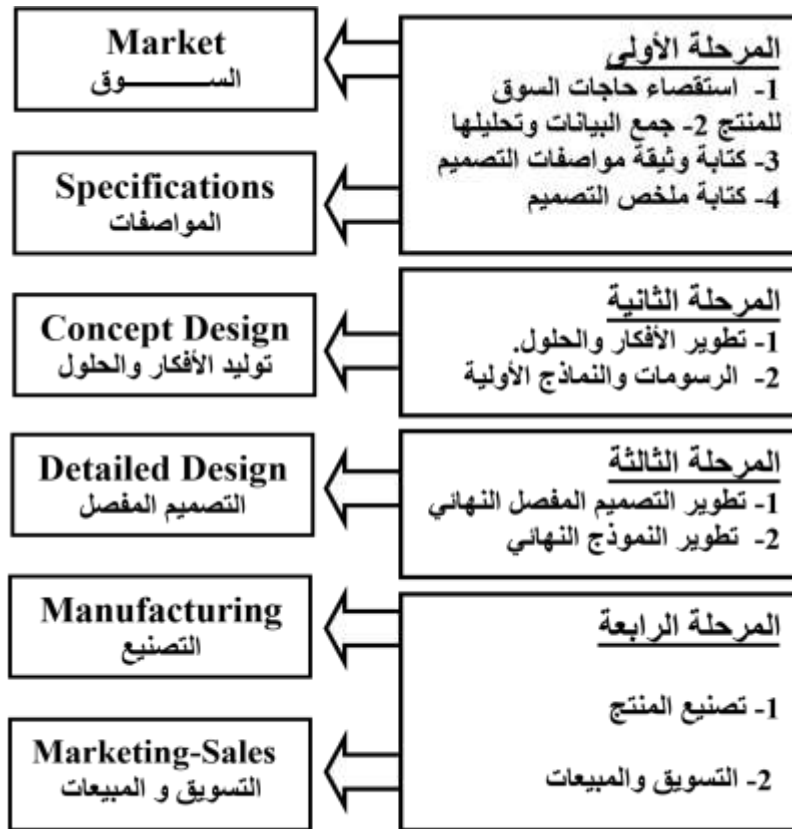 المرحلة الأولى
1- استقصاء حاجات السوق
للمنتج 2- جمع البيانات وتحليلها
3- كتابة وثيقة مواصفات التصميم
4- كتابة ملخص التصميم
Market
الســـــــــوق
Specifications
المواصفات
المرحلة الثانية
1- تطوير الأفكار والحلول.
2- الرسومات والنماذج الأولية
Concept Design
توليد الأفكار والحلول
المرحلة الثالثة
1- تطوير التصميم المفصل النهائي
2- تطوير النموذج النهائي
Detailed Design
التصميم المفصل
المرحلة الرابعة
1- تصنيع المنتج
2- التسويق والمبيعات
Manufacturing
التصنيع
Marketing-Sales
التسويق و المبيعات